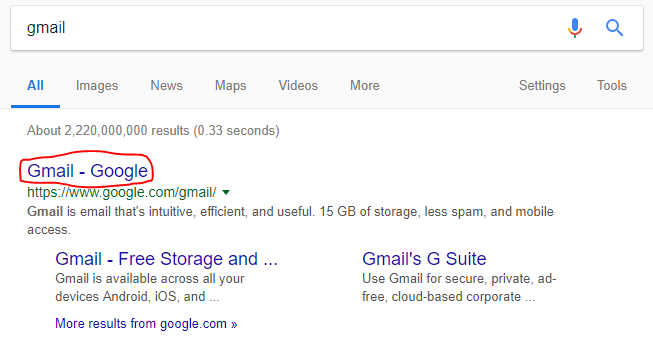 gmail
All Images News Maps Videos More Settings Tools
About 2,220,000,000 results (0.33 seconds)
Gmail - Google
https://www.google.com/gmail/
Gmail is email that's intuitive, efficient, and useful. 15 GB of storage, less spam, and mobile
access.
Gmail - Free Storage and ...
Gmail is available across all your
devices Android, iOS, and ...
Gmail's G Suite
Use Gmail for secure, private, ad-
free, cloud-based corporate ...
More results from google.com »